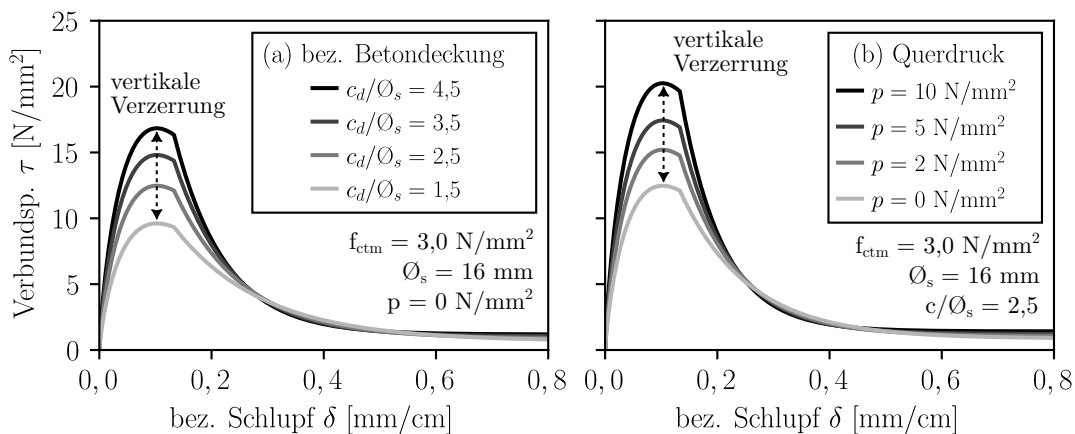 25
20
15
10
5
0
Verbundsp. τ [N/mm²]
(a) bez. Betondeckung
c_d/Ø_s = 4,5
c_d/Ø_s = 3,5
c_d/Ø_s = 2,5
c_d/Ø_s = 1,5
vertikale
Verzerrung
f_ctm = 3,0 N/mm²
Ø_s = 16 mm
p = 0 N/mm²
0,0 0,2 0,4 0,6 0,8
bez. Schlupf δ [mm/cm]
vertikale
Verzerrung
(b) Querdruck
p = 10 N/mm²
p = 5 N/mm²
p = 2 N/mm²
p = 0 N/mm²
f_ctm = 3,0 N/mm²
Ø_s = 16 mm
c/Ø_s = 2,5
0,0 0,2 0,4 0,6 0,8
bez. Schlupf δ [mm/cm]